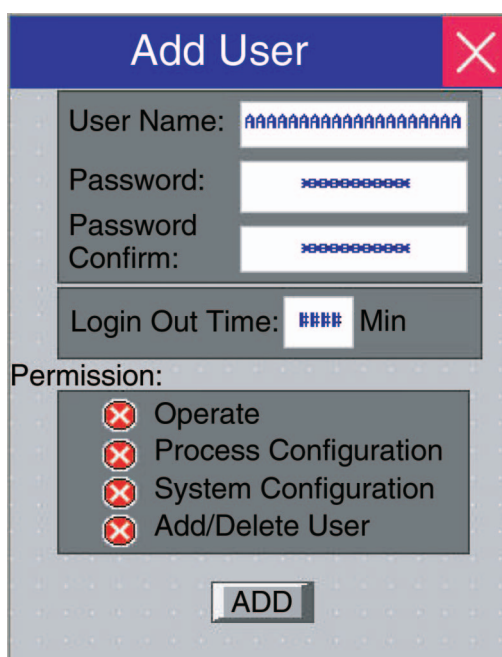 Add User
User Name: AAAAAAAAAAAAAAAAAAAA
Password: **********
Password
Confirm: **********
Login Out Time: #### Min
Permission:
Operate
Process Configuration
System Configuration
Add/Delete User
ADD